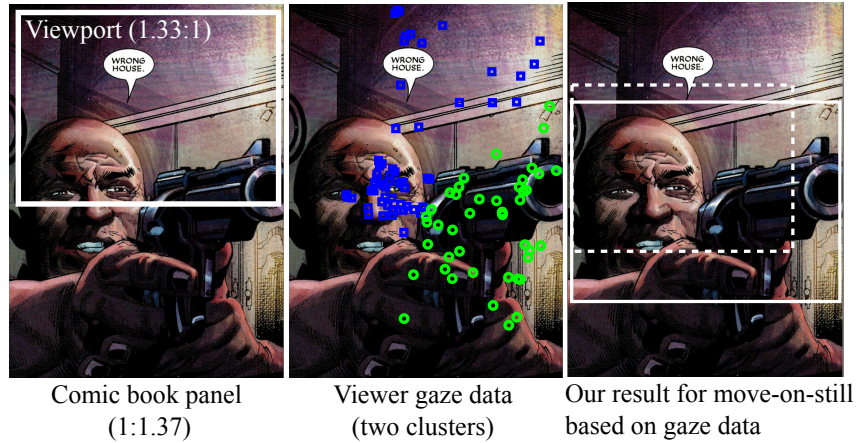 Viewport (1.33:1)
WRONG
HOUSE.
WRONG
HOUSE.
WRONG
HOUSE.
Comic book panel
(1:1.37)
Viewer gaze data
(two clusters)
Our result for move-on-still
based on gaze data